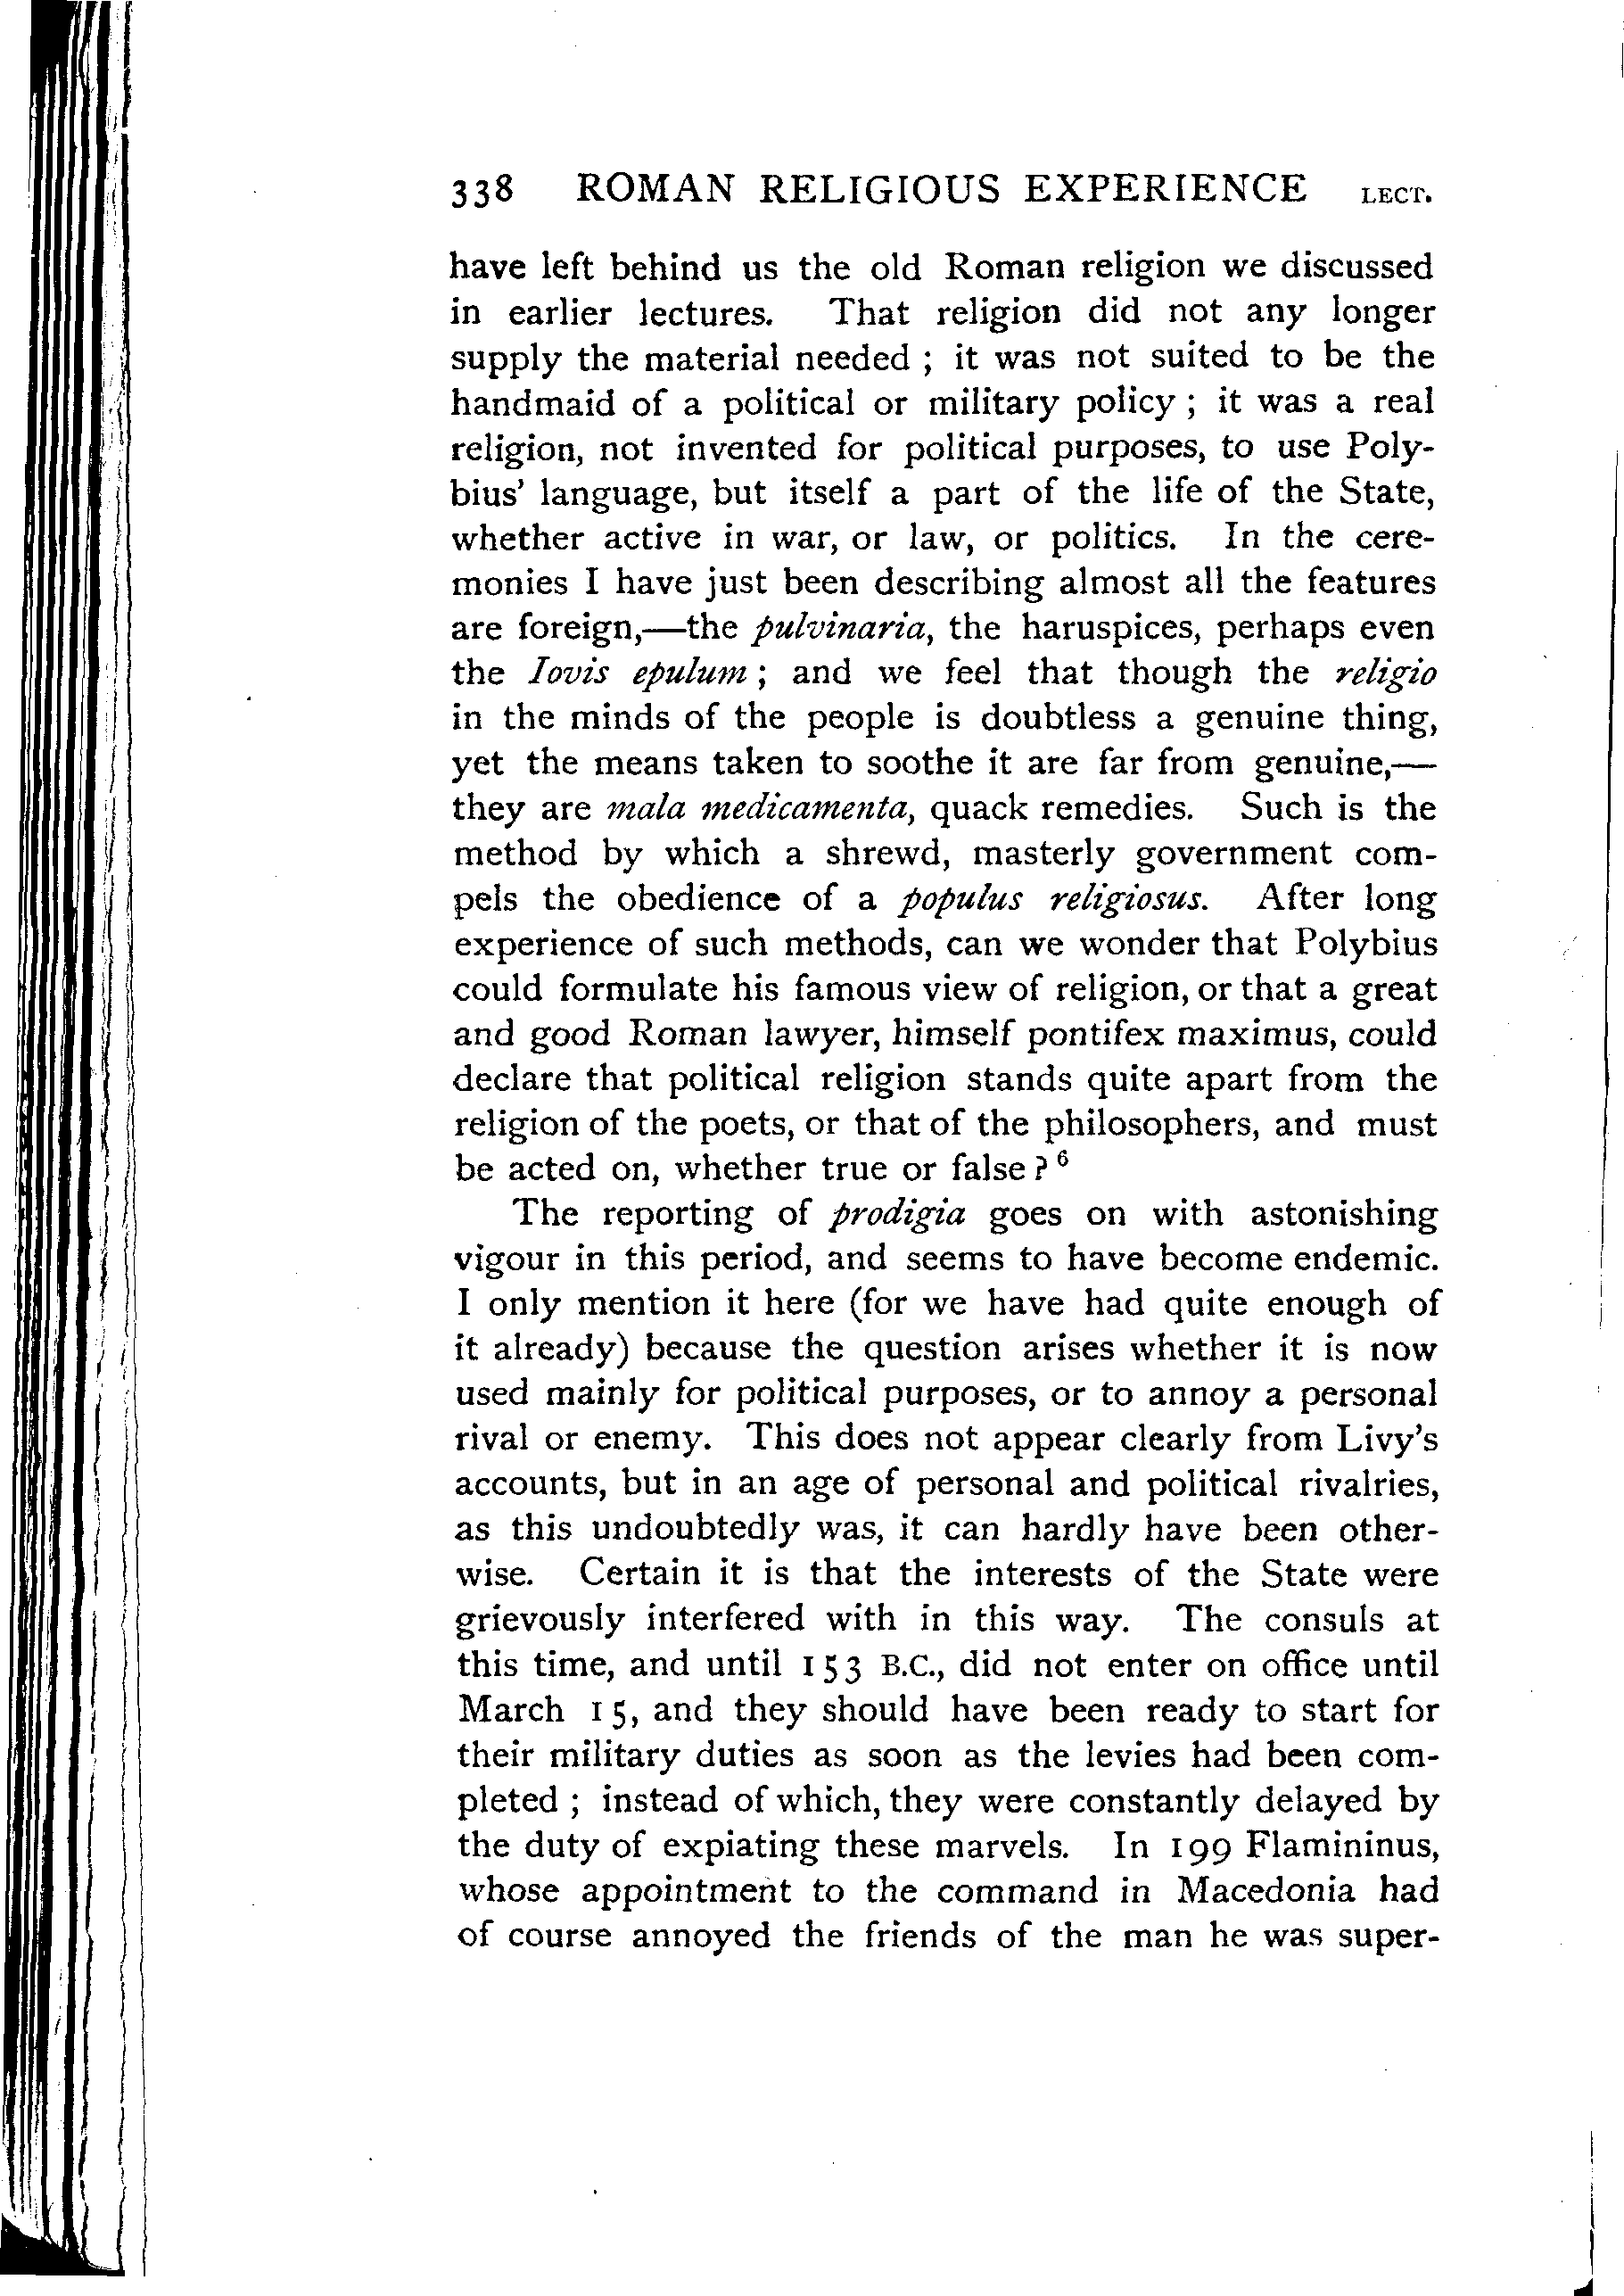 338 ROMAN RELIGIOUS EXPERIENCE LECT.
have left behind us the old Roman religion we discussed
in earlier lectures. That religion did not any longer
supply the material needed ; it was not suited to be the
handmaid of a political or military policy ; it was a real
religion, not invented for political purposes, to use Poly-
bius' language, but itself a part of the life of the State,
whether active in war, or law, or politics. In the cere-
monies I have just been describing almost all the features
are foreign,—the pulvinaria, the haruspices, perhaps even
the Iovis epulum ; and we feel that though the religio
in the minds of the people is doubtless a genuine thing,
yet the means taken to soothe it are far from genuine,—
they are mala medicamenta, quack remedies. Such is the
method by which a shrewd, masterly government com-
pels the obedience of a populus religiosus. After long
experience of such methods, can we wonder that Polybius
could formulate his famous view of religion, or that a great
and good Roman lawyer, himself pontifex maximus, could
declare that political religion stands quite apart from the
religion of the poets, or that of the philosophers, and must
be acted on, whether true or false ? 6
The reporting of prodigia goes on with astonishing
vigour in this period, and seems to have become endemic.
I only mention it here (for we have had quite enough of
it already) because the question arises whether it is now
used mainly for political purposes, or to annoy a personal
rival or enemy. This does not appear clearly from Livy's
accounts, but in an age of personal and political rivalries,
as this undoubtedly was, it can hardly have been other-
wise. Certain it is that the interests of the State were
grievously interfered with in this way. The consuls at
this time, and until 153 B.C., did not enter on office until
March 15, and they should have been ready to start for
their military duties as soon as the levies had been com-
pleted ; instead of which, they were constantly delayed by
the duty of expiating these marvels. In 199 Flamininus,
whose appointment to the command in Macedonia had
of course annoyed the friends of the man he was super-